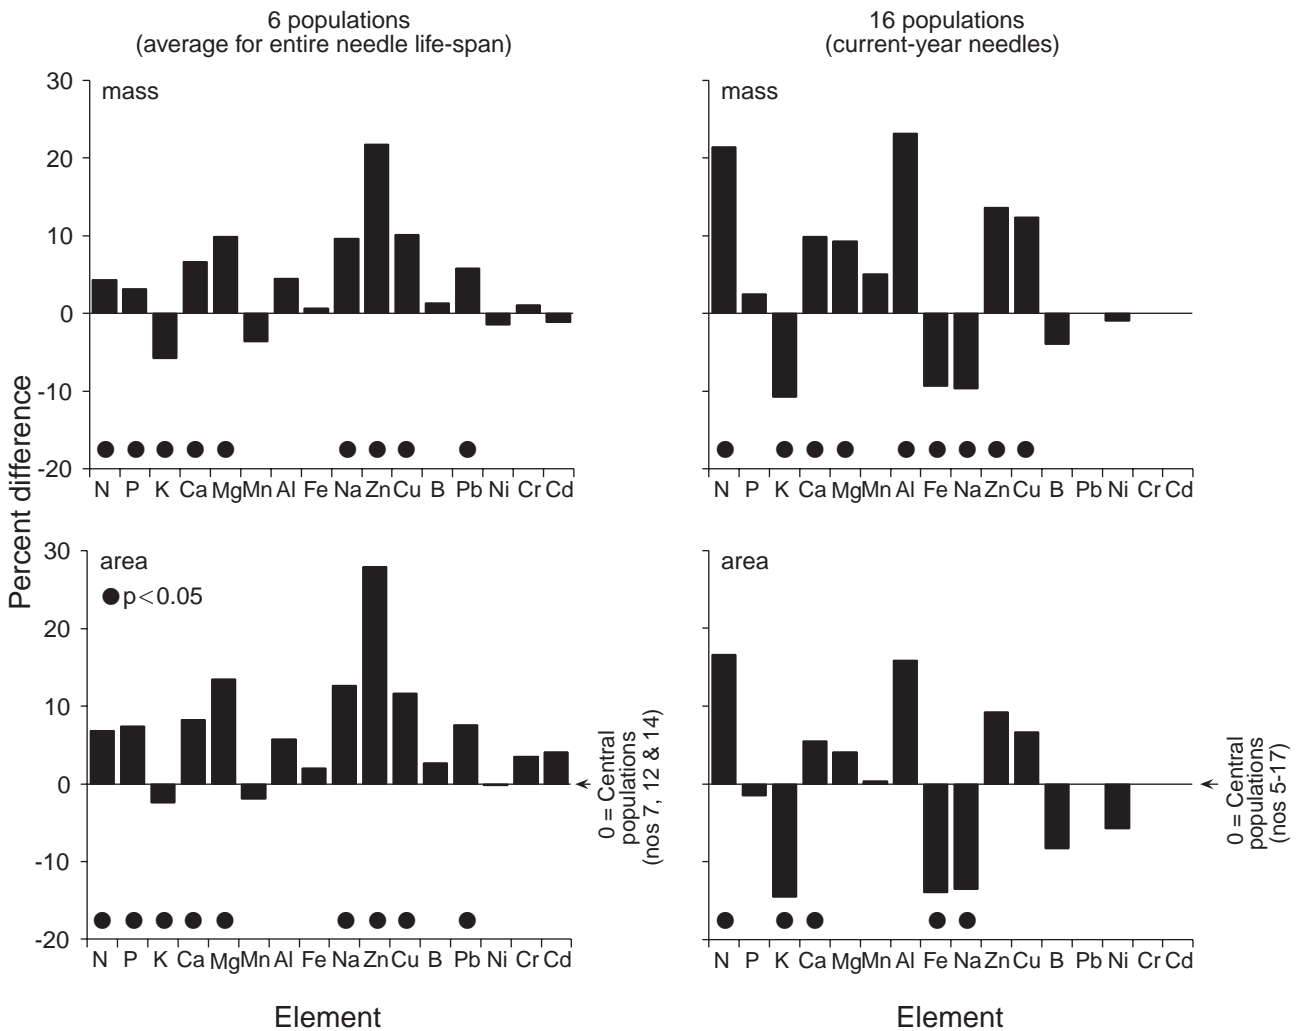 6 populations
(average for entire needle life-span)
16 populations
(current-year needles)
Percent difference
30
20
10
0
-10
-20
mass
N P K Ca Mg Mn Al Fe Na Zn Cu B Pb Ni Cr Cd
mass
N P K Ca Mg Mn Al Fe Na Zn Cu B Pb Ni Cr Cd
30
20
10
0
-10
-20
area
p<0.05
0 = Central
populations
(nos 7, 12 & 14)
N P K Ca Mg Mn Al Fe Na Zn Cu B Pb Ni Cr Cd
Element
area
0 = Central
populations
(nos 5-17)
N P K Ca Mg Mn Al Fe Na Zn Cu B Pb Ni Cr Cd
Element